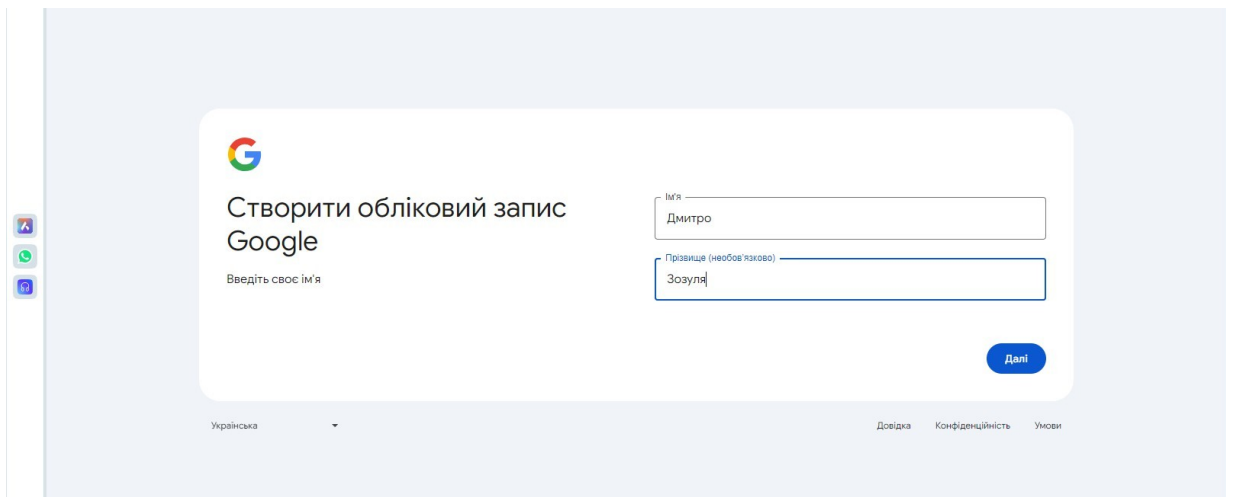 Створити обліковий запис
Google
Введіть своє ім'я
Ім'я
Дмитро
Прізвище (необов'язково)
Зозуля
Далі
Українська
Довідка Конфіденційність Умови